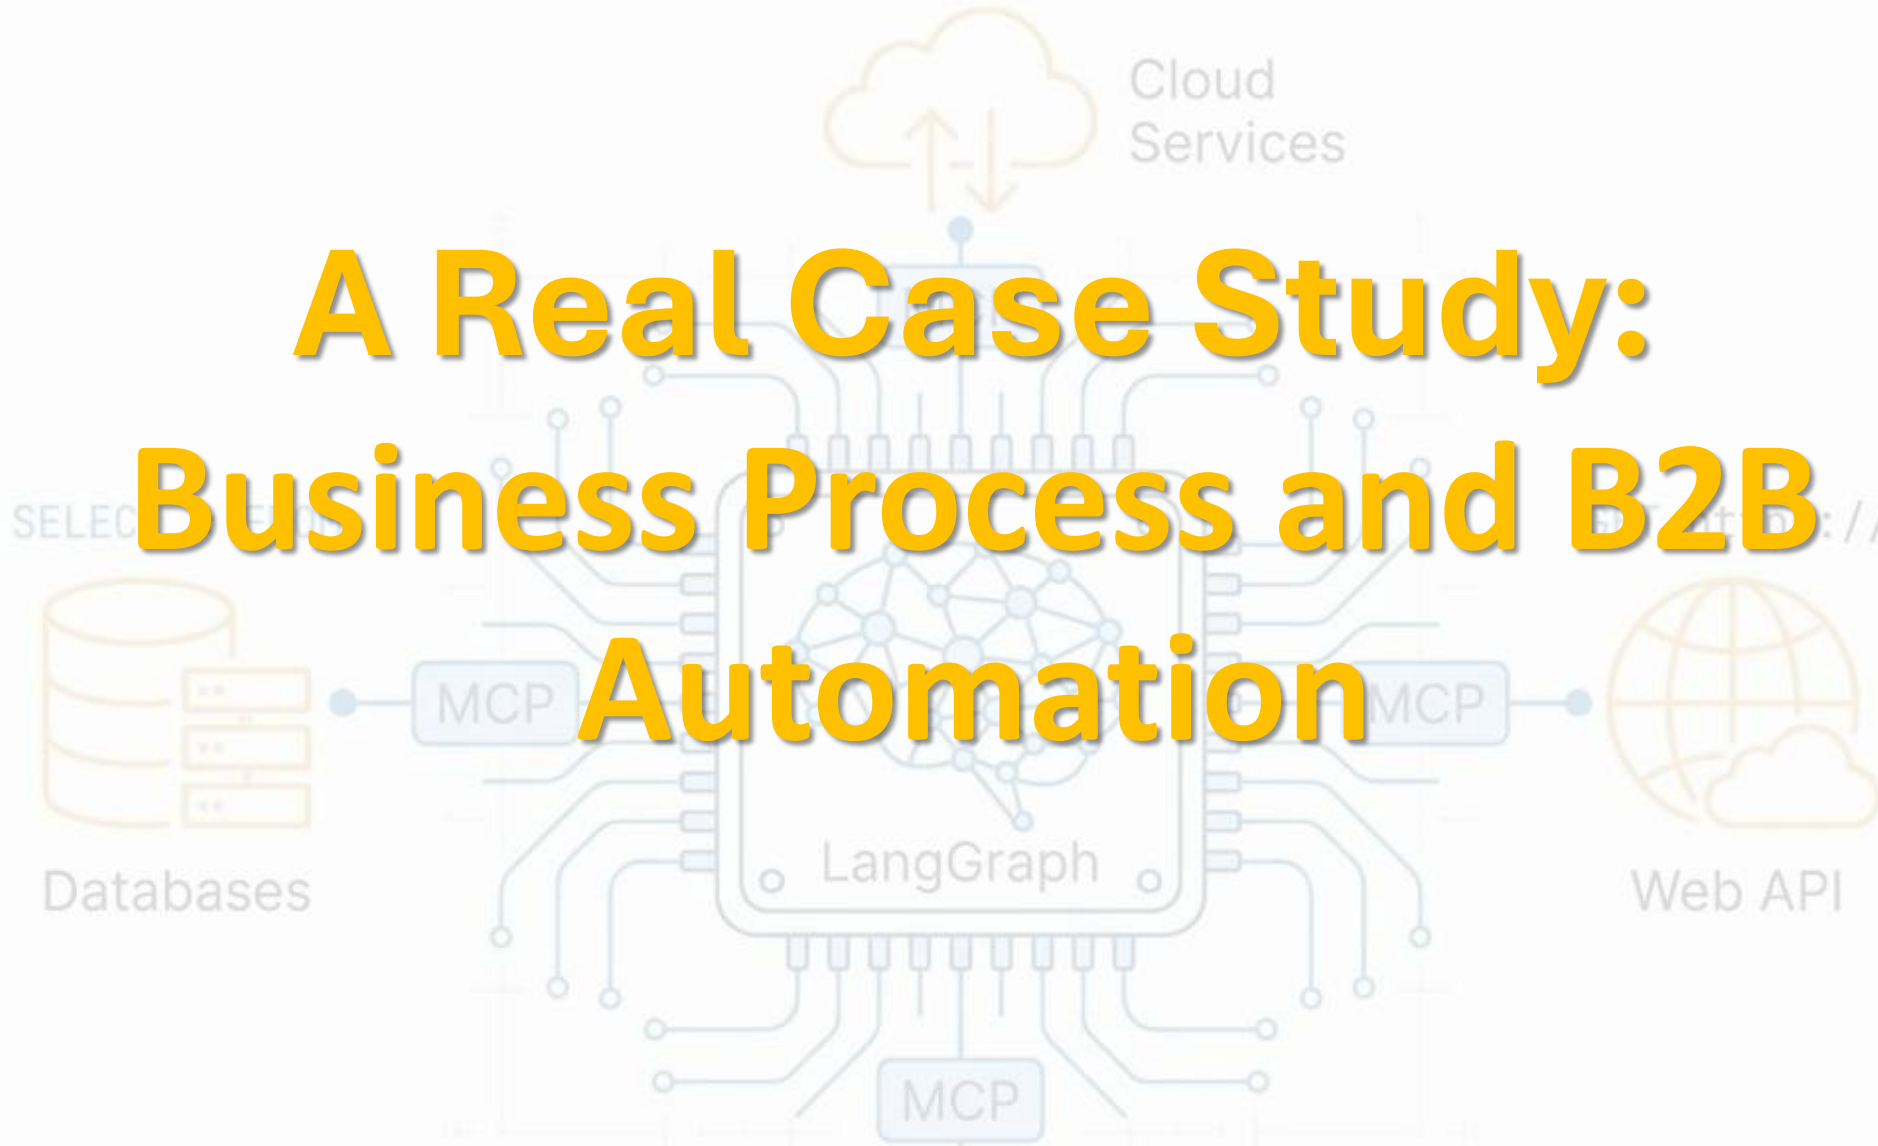 Cloud
Services
A Real Case Study:
Business Process and B2B
Automation
MCP
MCP
LangGraph
Databases
Web API
MCP